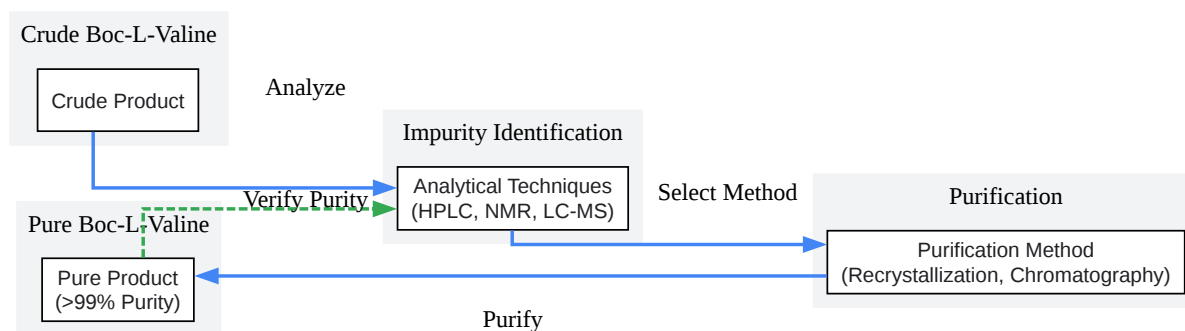 Crude Boc-L-Valine
Crude Product
Analyze
Impurity Identification
Analytical Techniques
(HPLC, NMR, LC-MS)
Verify Purity
Select Method
Purification
Purification Method
(Recrystallization, Chromatography)
Pure Boc-L-Valine
Pure Product
(>99% Purity)
Purify